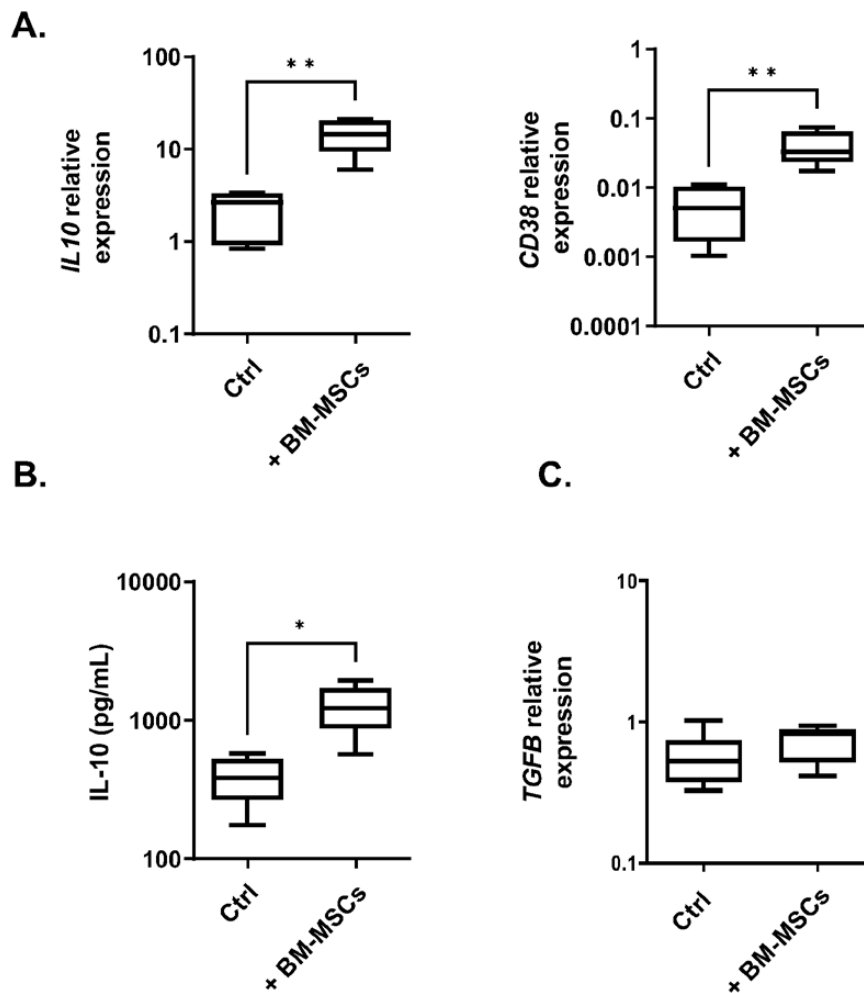 A.
100
10
1
0.1
IL10 relative
expression
* *
Ctrl
+ BM-MSCs
1
0.1
0.01
0.001
0.0001
CD38 relative
expression
* *
Ctrl
+ BM-MSCs
B.
10000
1000
100
IL-10 (pg/mL)
*
Ctrl
+ BM-MSCs
C.
10
1
0.1
TGFB relative
expression
Ctrl
+ BM-MSCs